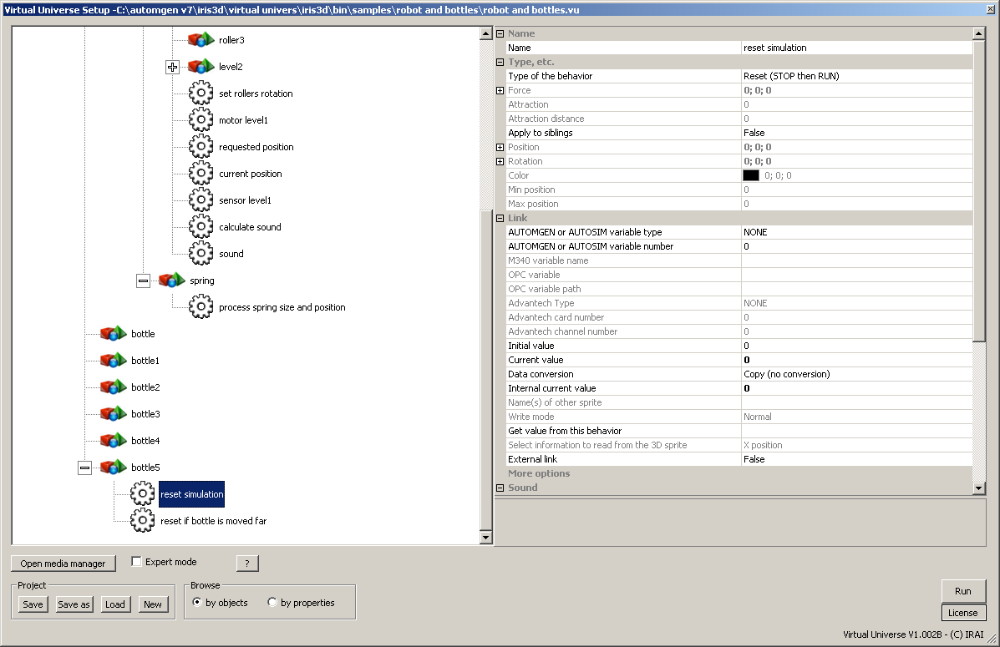 Virtual Universe Setup -C:\automgen v7\iris3d\virtual univers\iris3d\bin\samples\robot and bottles\robot and bottles.vu
roller3
level2
set rollers rotation
motor level1
requested position
current position
sensor level1
calculate sound
sound
spring
process spring size and position
bottle
bottle1
bottle2
bottle3
bottle4
bottle5
reset simulation
reset if bottle is moved far
Name
Name reset simulation
Type, etc.
Type of the behavior Reset (STOP then RUN)
Force 0; 0; 0
Attraction 0
Attraction distance 0
Apply to siblings False
Position 0; 0; 0
Rotation 0; 0; 0
Color 0; 0; 0
Min position 0
Max position 0
Link
AUTOMGEN or AUTOSIM variable type NONE
AUTOMGEN or AUTOSIM variable number 0
M340 variable name
OPC variable
OPC variable path
Advantech Type NONE
Advantech card number 0
Advantech channel number 0
Initial value 0
Current value 0
Data conversion Copy (no conversion)
Internal current value 0
Name(s) of other sprite
Write mode Normal
Get value from this behavior
Select information to read from the 3D sprite X position
External link False
More options
Sound
Open media manager Expert mode ?
Project
Save Save as Load New
Browse
by objects by properties
Run
License
Virtual Universe V1.002B - (C) IRAI